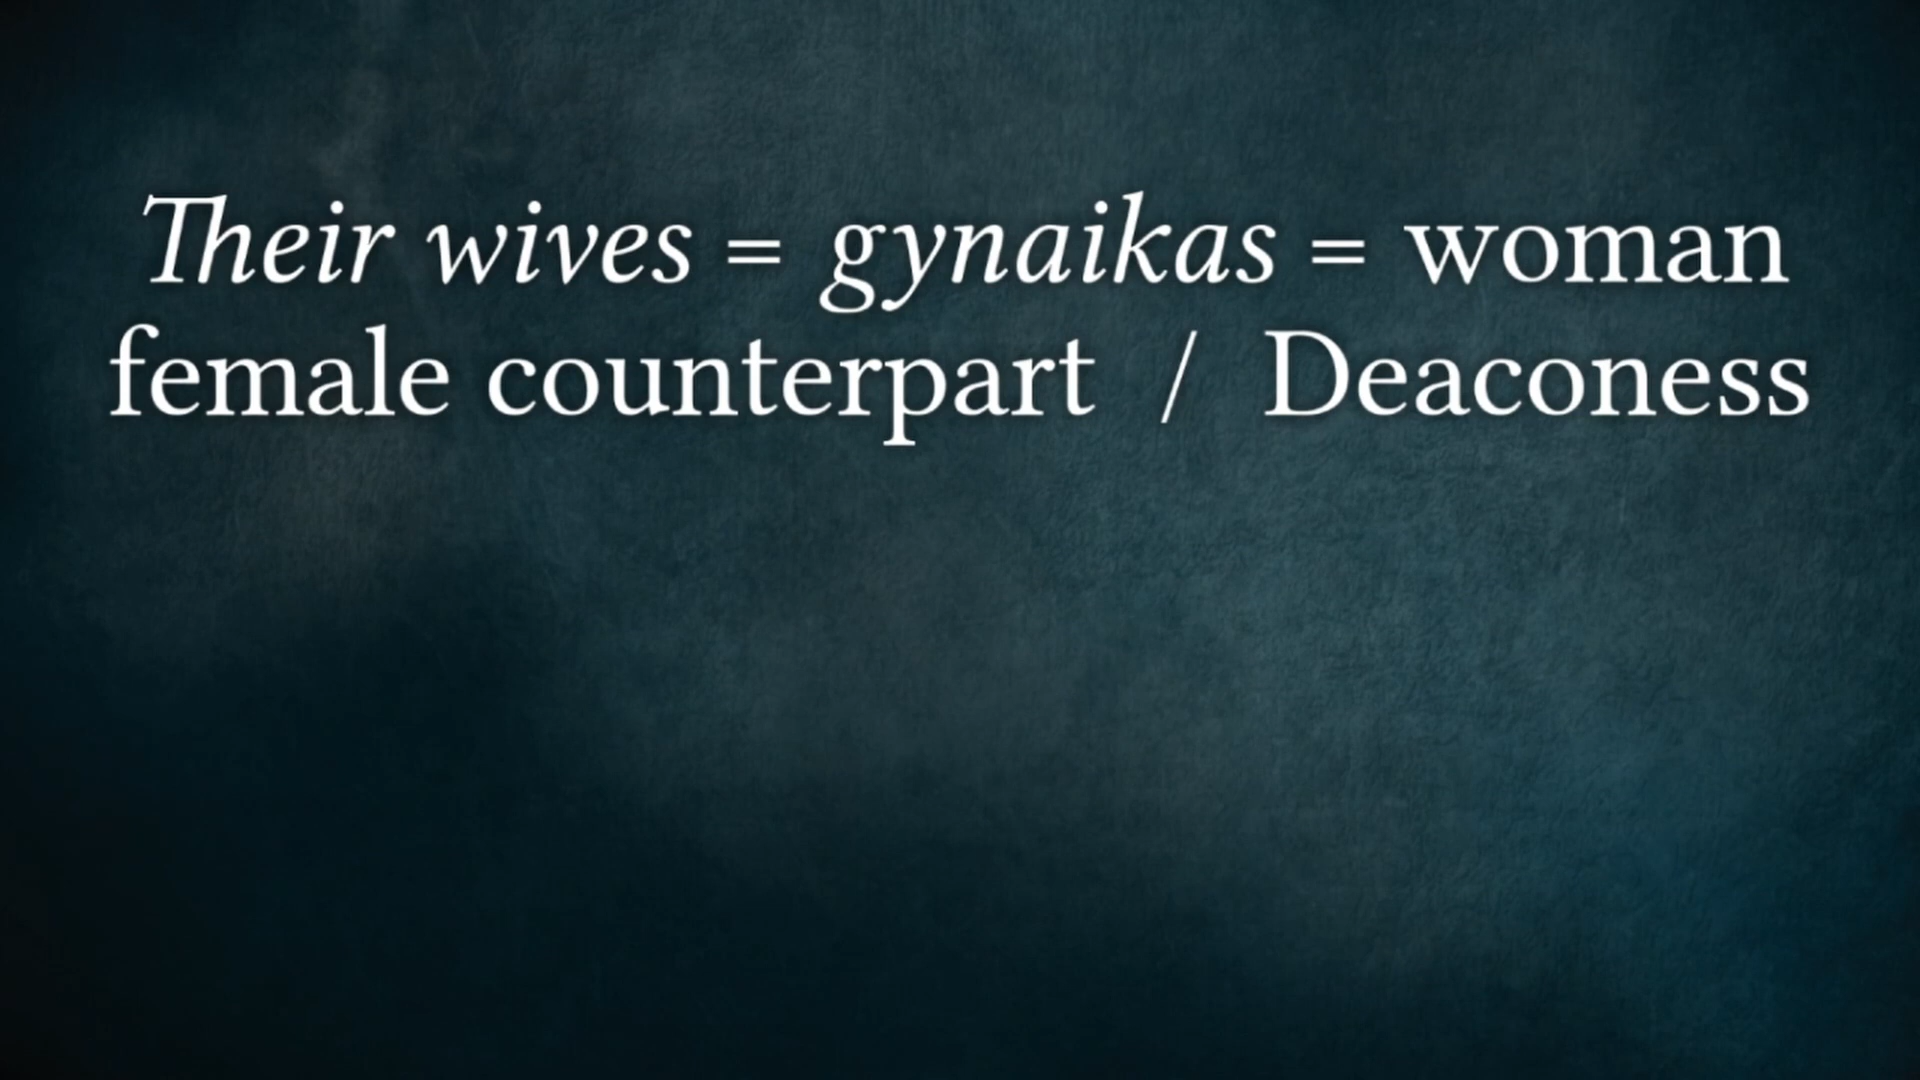 Their wives = gynaikas = woman
female counterpart / Deaconess